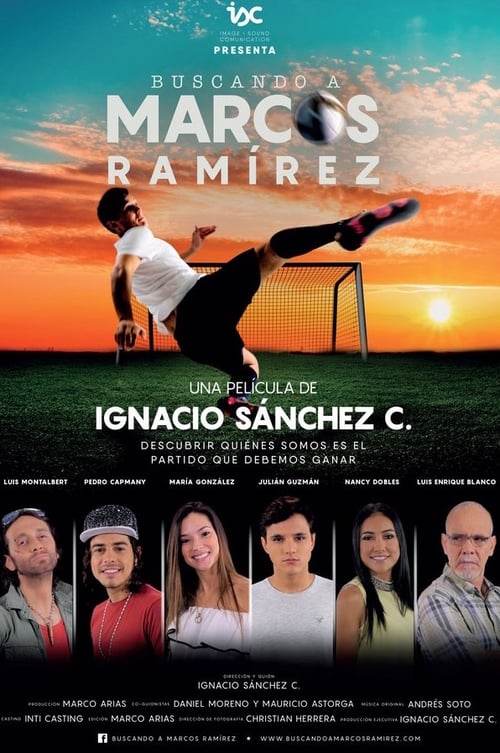 isc
IMAGE · SOUND
COMUNICATION
PRESENTA
BUSCANDO A
MARCOS
RAMÍREZ
UNA PELÍCULA DE
IGNACIO SÁNCHEZ C.
DESCUBRIR QUIÉNES SOMOS ES EL
PARTIDO QUE DEBEMOS GANAR
LUIS MONTALBERT PEDRO CAPMANY MARÍA GONZÁLEZ JULIÁN GUZMÁN NANCY DOBLES LUIS ENRIQUE BLANCO
DIRECCIÓN Y GUIÓN
IGNACIO SÁNCHEZ C.
PRODUCCIÓN MARCO ARIAS CO-GUIONISTAS DANIEL MORENO Y MAURICIO ASTORGA MÚSICA ORIGINAL ANDRÉS SOTO
CASTING INTI CASTING EDICIÓN MARCO ARIAS DIRECCIÓN DE FOTOGRAFÍA CHRISTIAN HERRERA PRODUCCIÓN EJECUTIVA IGNACIO SÁNCHEZ C.
f BUSCANDO A MARCOS RAMÍREZ • WWW.BUSCANDOAMARCOSRAMIREZ.COM